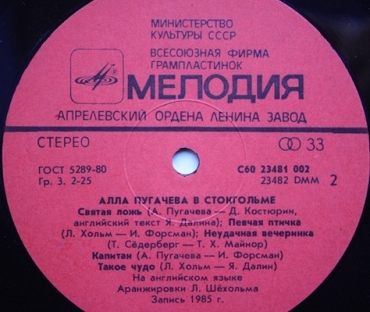 МИНИСТЕРСТВО
КУЛЬТУРЫ СССР
ВСЕСОЮЗНАЯ ФИРМА
ГРАМПЛАСТИНОК
МЕЛОДИЯ
АПРЕЛЕВСКИЙ ОРДЕНА ЛЕНИНА ЗАВОД
СТЕРЕО 33
ГОСТ 5289-80 С60 23481 002
Гр. 3. 2-25 23482 DMM 2
АЛЛА ПУГАЧЕВА В СТОКГОЛЬМЕ
Святая ложь (А. Пугачева — Д. Костюрин,
английский текст Я. Далина); Певчая птичка
(Л. Хольм — И. Форсман); Неудачная вечеринка
(Т. Сёдерберг — Т. Х. Майнор)
Капитан (А. Пугачева — И. Форсман)
Такое чудо (Л. Хольм — Я. Далин)
На английском языке
Аранжировки Л. Шёхольма
Запись 1985 г.